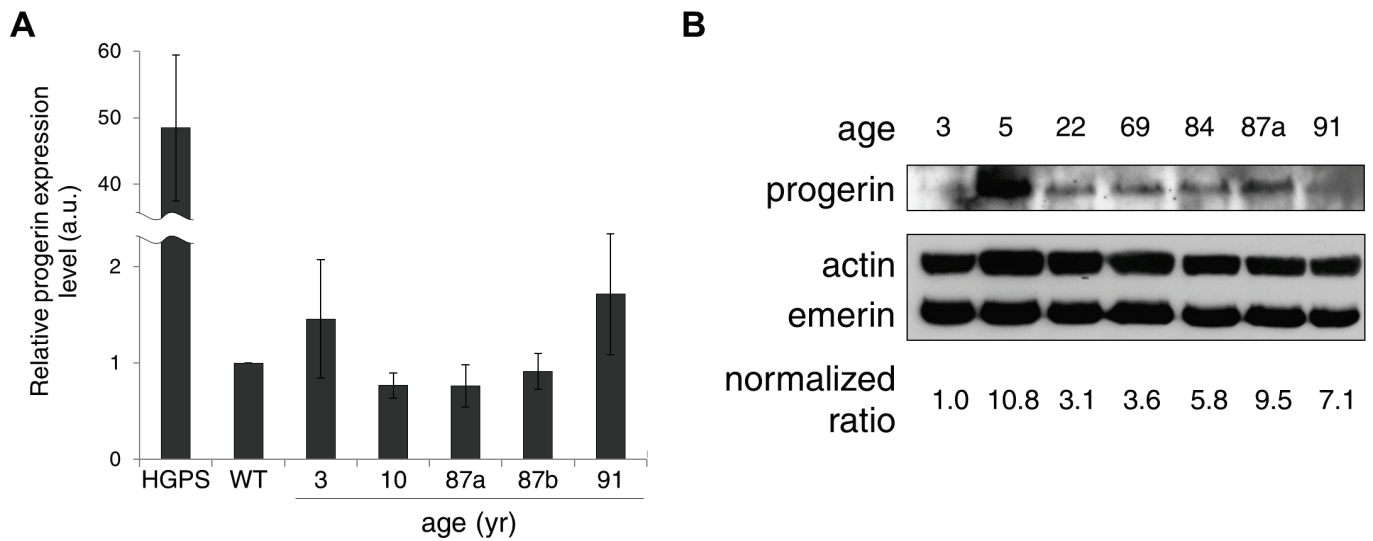 A
Relative progerin expression
level (a.u.)
60
50
40
2
1
0
HGPS WT 3 10 87a 87b 91
age (yr)
B
age 3 5 22 69 84 87a 91
progerin
actin
emerin
normalized
ratio
1.0 10.8 3.1 3.6 5.8 9.5 7.1